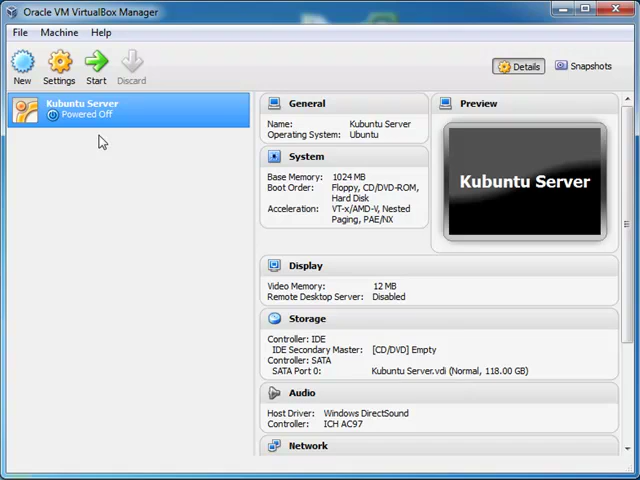 Oracle VM VirtualBox Manager
File Machine Help
New Settings Start Discard Details Snapshots
Kubuntu Server
Powered Off
General
Name: Kubuntu Server
Operating System: Ubuntu
System
Base Memory: 1024 MB
Boot Order: Floppy, CD/DVD-ROM,
Hard Disk
Acceleration: VT-x/AMD-V, Nested
Paging, PAE/NX
Preview
Kubuntu Server
Display
Video Memory: 12 MB
Remote Desktop Server: Disabled
Storage
Controller: IDE
IDE Secondary Master: [CD/DVD] Empty
Controller: SATA
SATA Port 0: Kubuntu Server.vdi (Normal, 118.00 GB)
Audio
Host Driver: Windows DirectSound
Controller: ICH AC97
Network